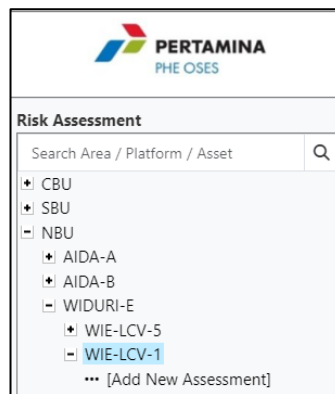 PERTAMINA
PHE OSES
Risk Assessment
Search Area / Platform / Asset
CBU
SBU
NBU
AIDA-A
AIDA-B
WIDURI-E
WIE-LCV-5
WIE-LCV-1
[Add New Assessment]